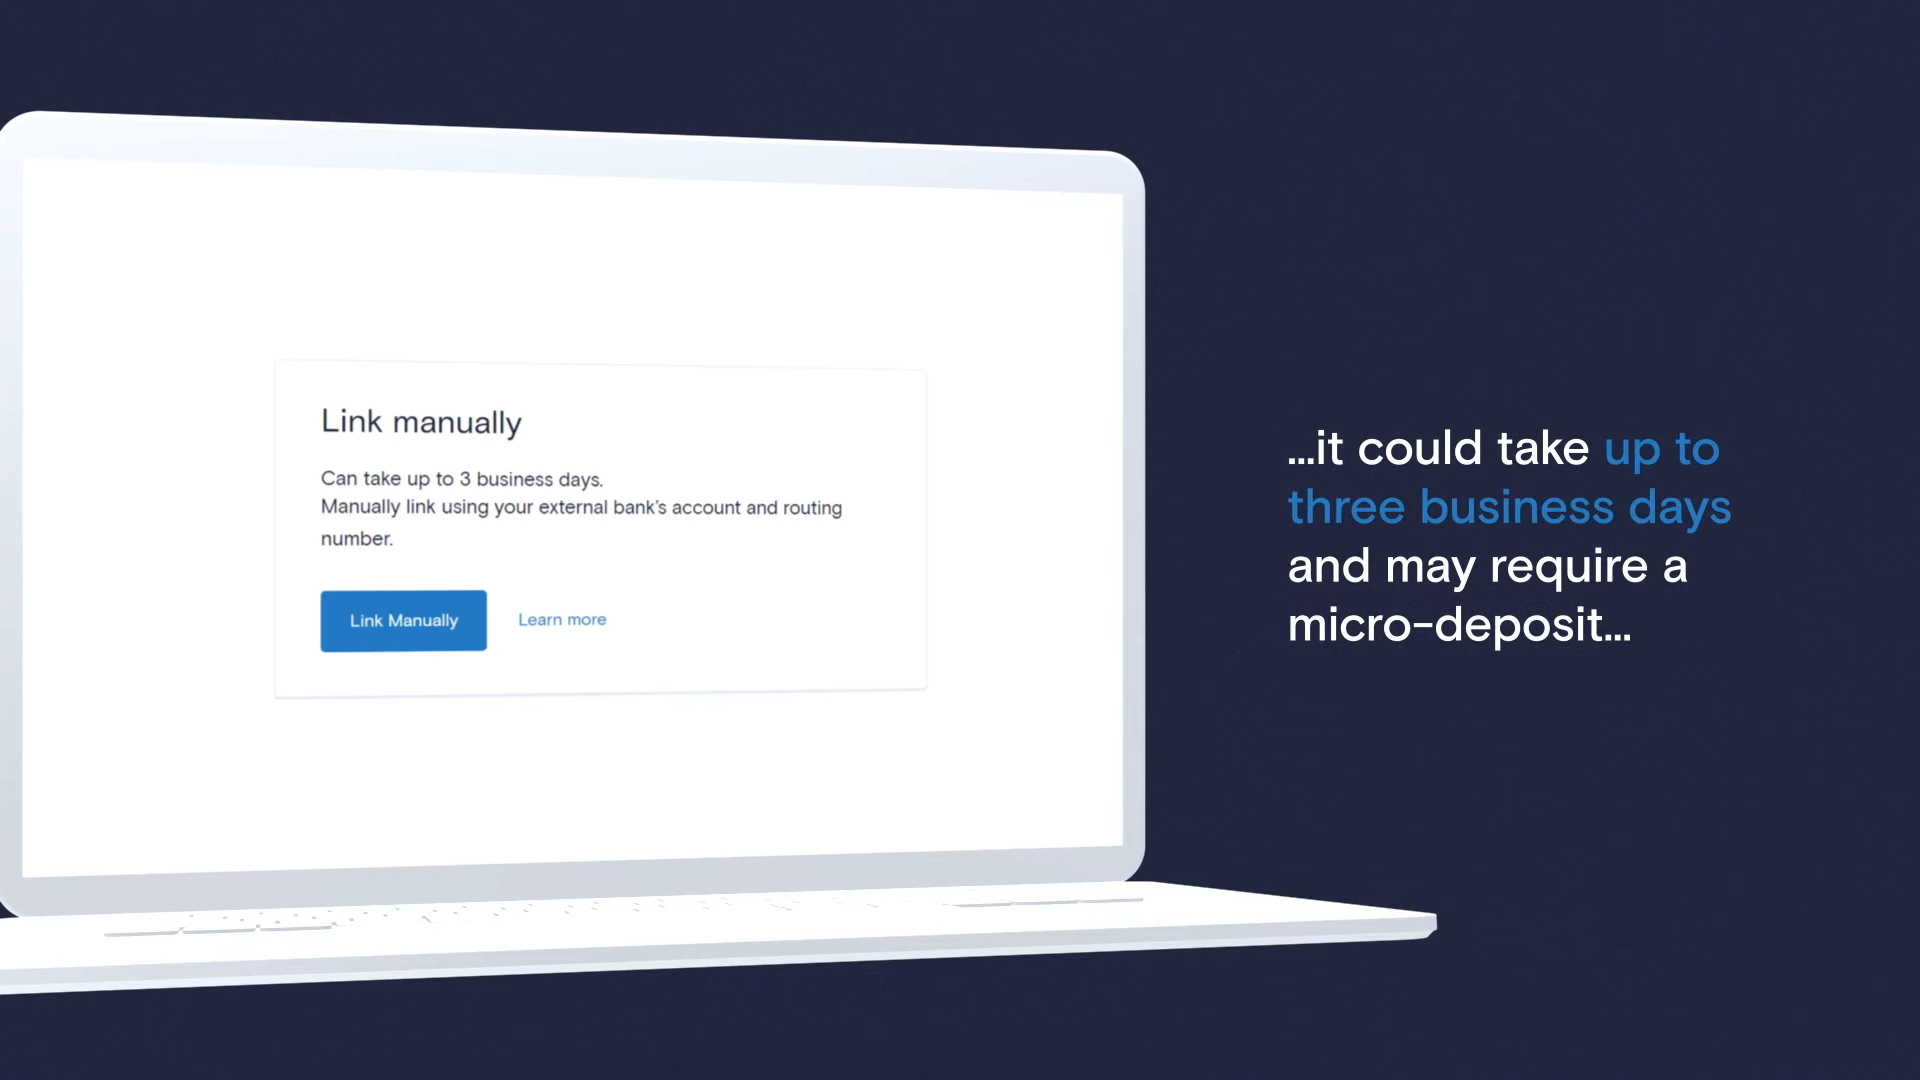 Link manually
Can take up to 3 business days.
Manually link using your external bank's account and routing
number.
Link Manually
Learn more
...it could take up to
three business days
and may require a
micro-deposit...